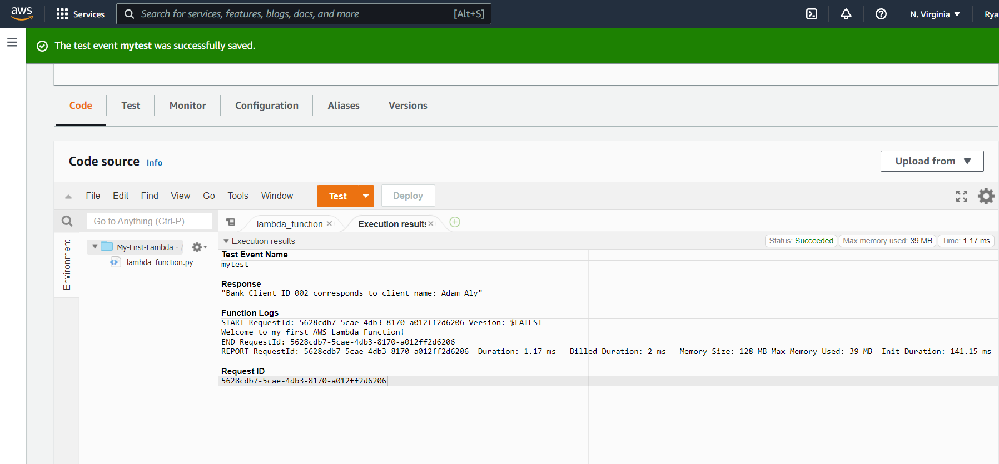 aws
Services
Search for services, features, blogs, docs, and more
[Alt+S]
N. Virginia
Rya
The test event mytest was successfully saved.
Code
Test
Monitor
Configuration
Aliases
Versions
Code source
Info
Upload from
File
Edit
Find
View
Go
Tools
Window
Test
Deploy
Go to Anything (Ctrl-P)
lambda_function.
Execution results
Environment
My-First-Lambda - /
lambda_function.py
Execution results
Status: Succeeded
Max memory used: 39 MB
Time: 1.17 ms
Test Event Name
mytest
Response
"Bank Client ID 002 corresponds to client name: Adam Aly"
Function Logs
START RequestId: 5628cdb7-5cae-4db3-8170-a012ff2d6206 Version: $LATEST
Welcome to my first AWS Lambda Function!
END RequestId: 5628cdb7-5cae-4db3-8170-a012ff2d6206
REPORT RequestId: 5628cdb7-5cae-4db3-8170-a012ff2d6206  Duration: 1.17 ms   Billed Duration: 2 ms   Memory Size: 128 MB Max Memory Used: 39 MB  Init Duration: 141.15 ms
Request ID
5628cdb7-5cae-4db3-8170-a012ff2d6206